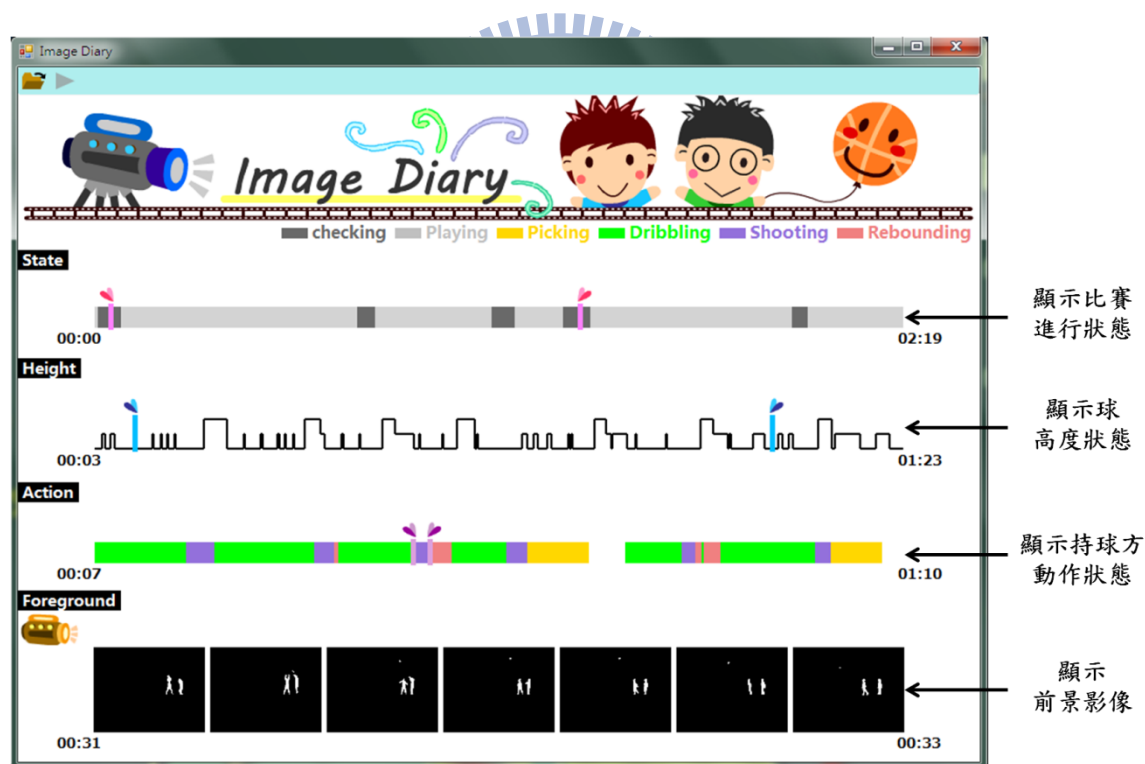 Image Diary
Image Diary
checking Playing Picking Dribbling Shooting Rebounding
State
00:00 02:19
顯示比賽
進行狀態
Height
00:03 01:23
顯示球
高度狀態
Action
00:07 01:10
顯示持球方
動作狀態
Foreground
00:31 00:33
顯示
前景影像